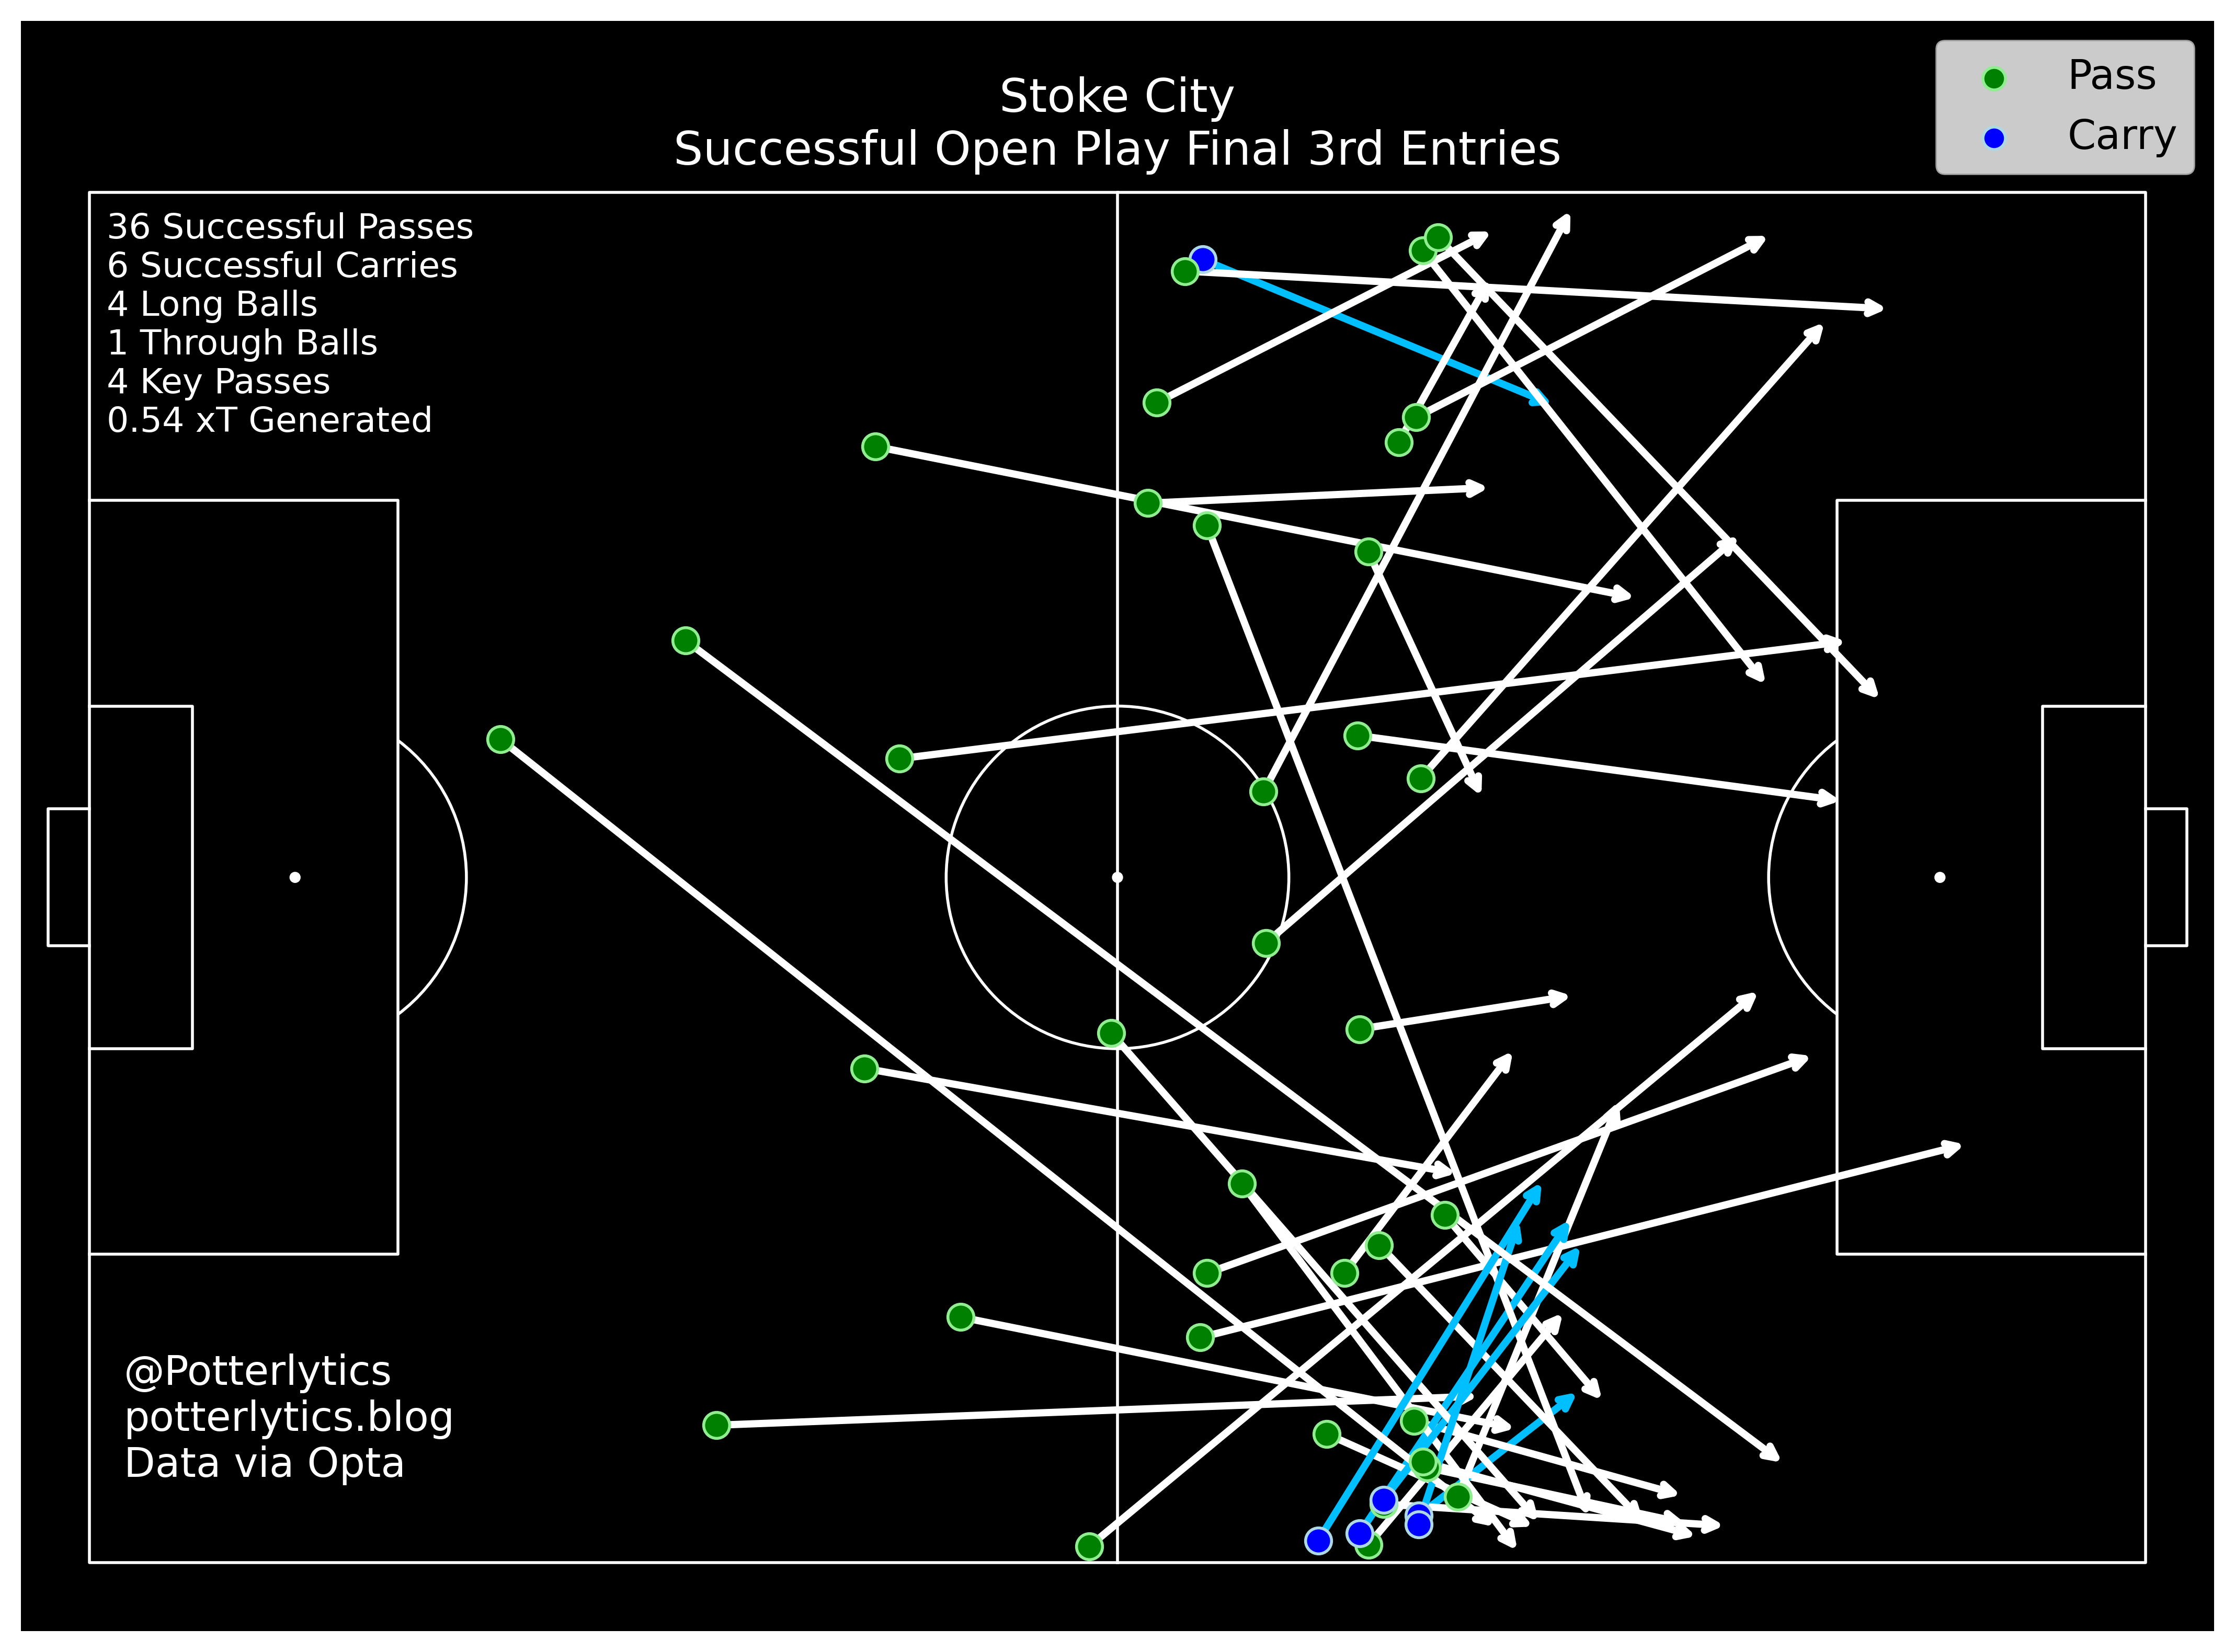 Stoke City
Successful Open Play Final 3rd Entries
Pass
Carry
36 Successful Passes
6 Successful Carries
4 Long Balls
1 Through Balls
4 Key Passes
0.54 xT Generated
@Potterlytics
potterlytics.blog
Data via Opta